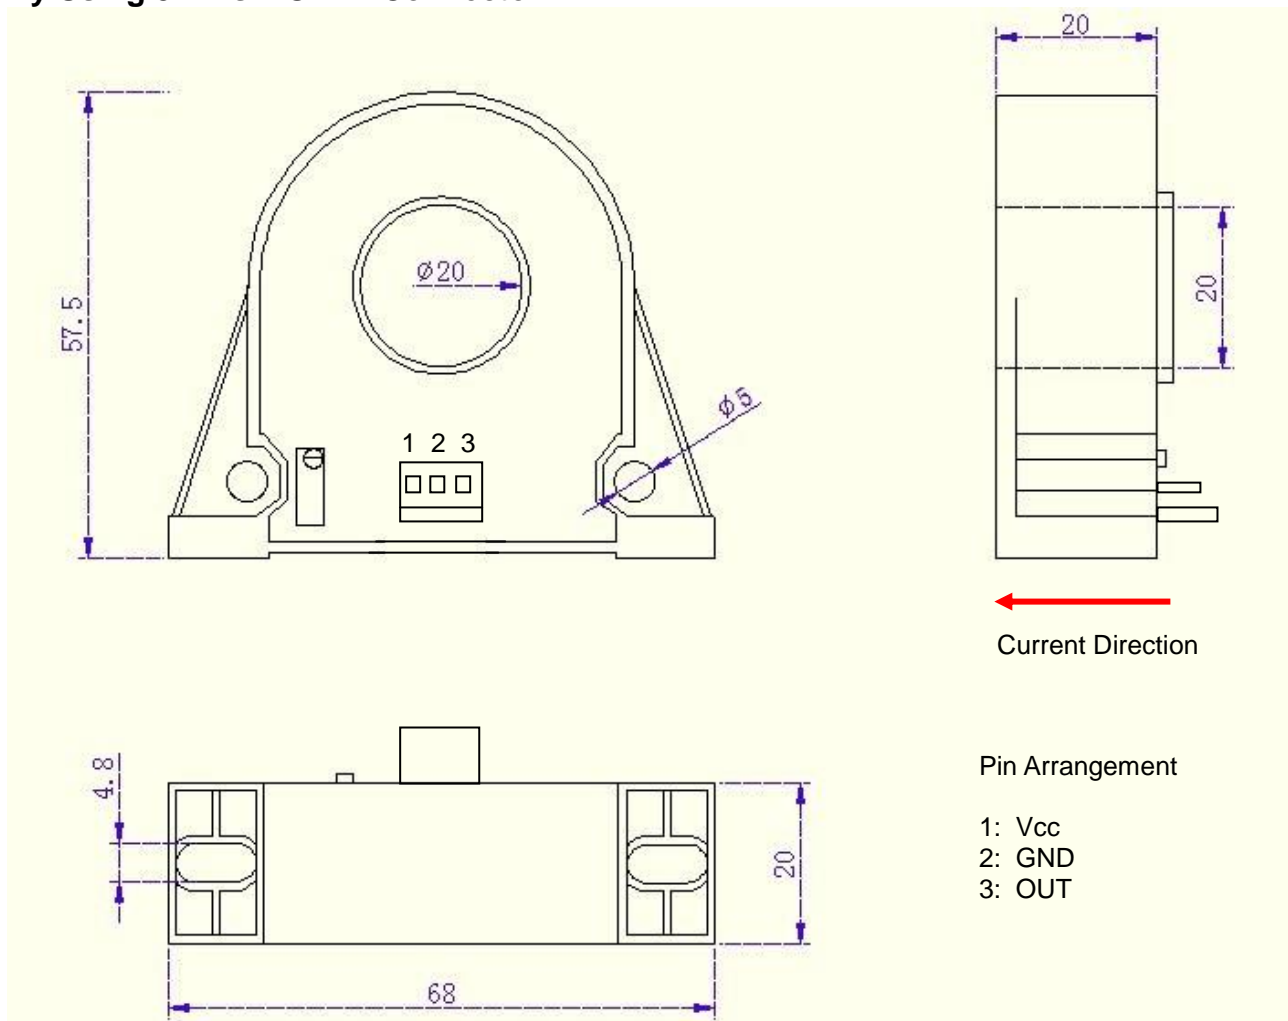 20
57.5
ø20
20
ø5
1 2 3
Current Direction
4.8
20
68
Pin Arrangement
1: Vcc
2: GND
3: OUT